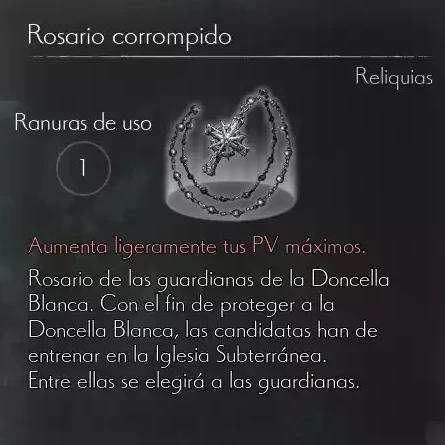 Rosario corrompido
Reliquias
Ranuras de uso
1
Aumenta ligeramente tus PV máximos.
Rosario de las guardianas de la Doncella
Blanca. Con el fin de proteger a la
Doncella Blanca, las candidatas han de
entrenar en la Iglesia Subterránea.
Entre ellas se elegirá a las guardianas.